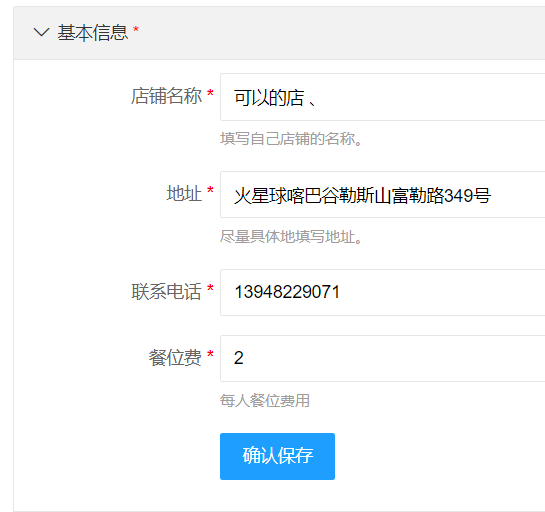 基本信息 *
店铺名称 * 可以的店 、
填写自己店铺的名称。
地址 * 火星球喀巴谷勒斯山富勒路349号
尽量具体地填写地址。
联系电话 * 13948229071
餐位费 * 2
每人餐位费用
确认保存